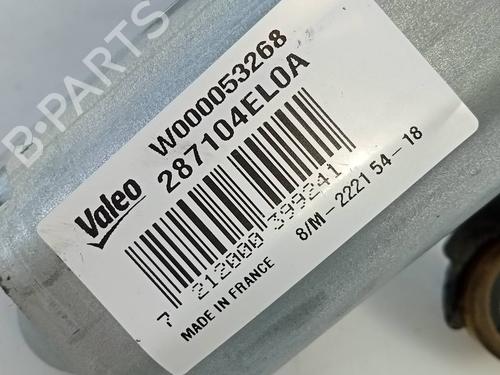 B-PARTS
Valeo
W000053268
287104EL0A
7 212000 399241
8/M - 2221 54 - 18
MADE IN FRANCE